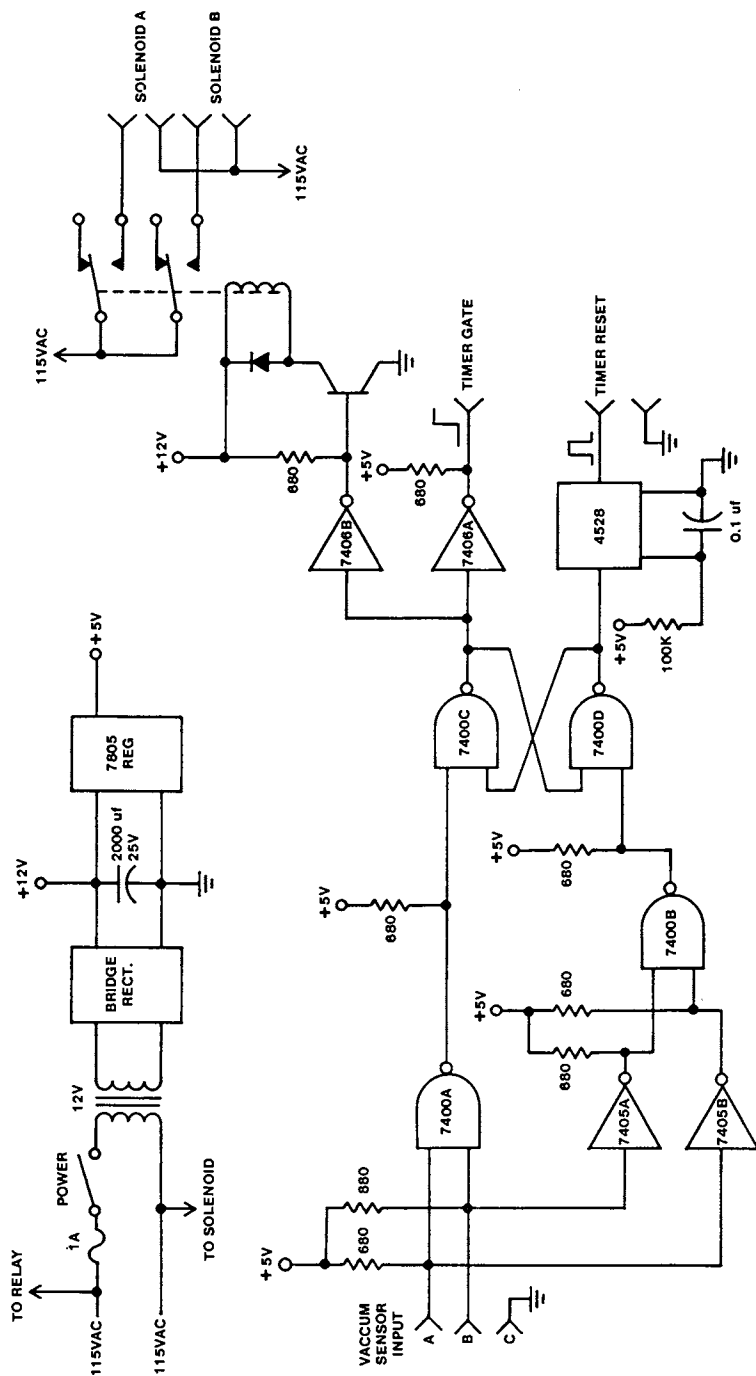 TO RELAY
115VAC
1A
POWER
12V
BRIDGE
RECT.
+12V
2000 uf
25V
7805
REG
+5V
115VAC
TO SOLENOID
115VAC
SOLENOID A
SOLENOID B
115VAC
+12V
680
7406B
+5V
680
7406A
TIMER GATE
+5V
680
880
VACCUM
SENSOR
INPUT
A
B
C
7400A
+5V
680
7400C
7400D
4528
TIMER RESET
+5V
100K
0.1 uf
7405A
7405B
+5V
680
680
7400B
+5V
680